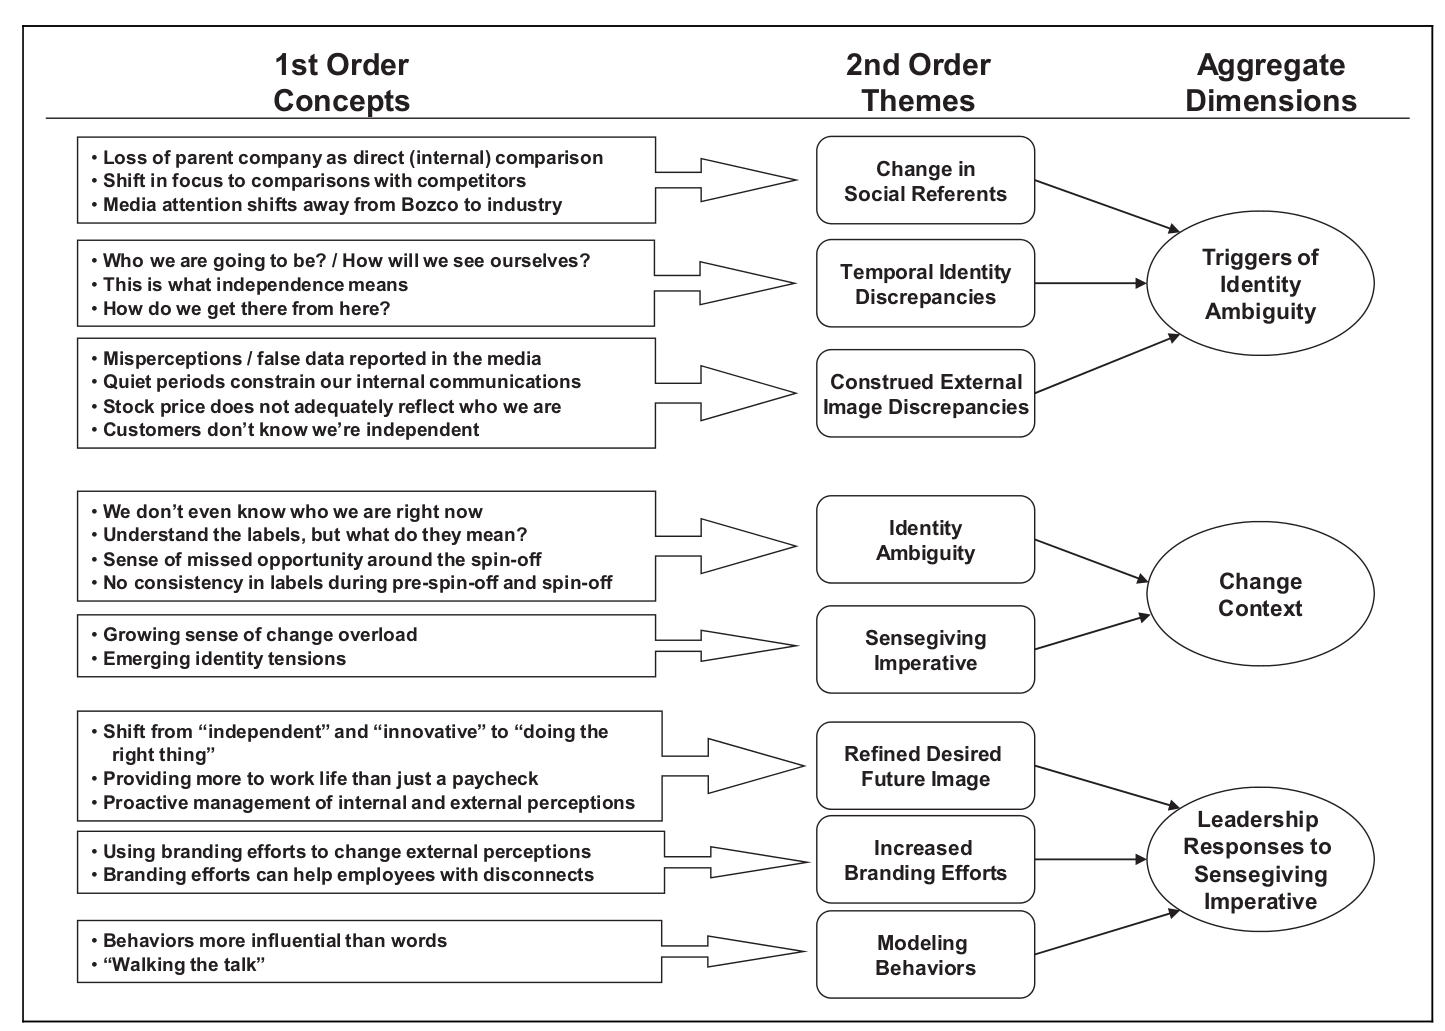 1st Order
Concepts
2nd Order
Themes
Aggregate
Dimensions
• Loss of parent company as direct (internal) comparison
• Shift in focus to comparisons with competitors
• Media attention shifts away from Bozco to industry
Change in
Social Referents
• Who we are going to be? / How will we see ourselves?
• This is what independence means
• How do we get there from here?
Temporal Identity
Discrepancies
• Misperceptions / false data reported in the media
• Quiet periods constrain our internal communications
• Stock price does not adequately reflect who we are
• Customers don’t know we’re independent
Construed External
Image Discrepancies
Triggers of
Identity
Ambiguity
• We don’t even know who we are right now
• Understand the labels, but what do they mean?
• Sense of missed opportunity around the spin-off
• No consistency in labels during pre-spin-off and spin-off
Identity
Ambiguity
• Growing sense of change overload
• Emerging identity tensions
Sensegiving
Imperative
Change
Context
• Shift from “independent” and “innovative” to “doing the
right thing”
• Providing more to work life than just a paycheck
• Proactive management of internal and external perceptions
Refined Desired
Future Image
• Using branding efforts to change external perceptions
• Branding efforts can help employees with disconnects
Increased
Branding Efforts
• Behaviors more influential than words
• “Walking the talk”
Modeling
Behaviors
Leadership
Responses to
Sensegiving
Imperative